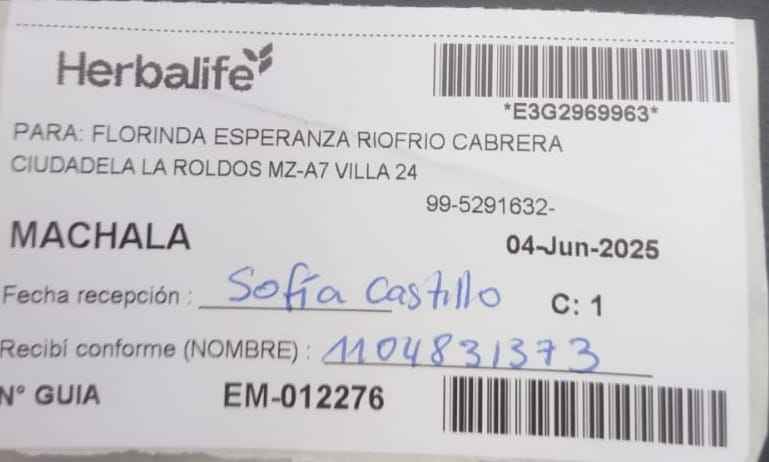 Herbalife
*E3G2969963*
PARA: FLORINDA ESPERANZA RIOFRIO CABRERA
CIUDADELA LA ROLDOS MZ-A7 VILLA 24
99-5291632-
MACHALA
04-Jun-2025
Fecha recepción : Sofía Castillo
C: 1
Recibí conforme (NOMBRE) : 1104831373
N° GUIA EM-012276